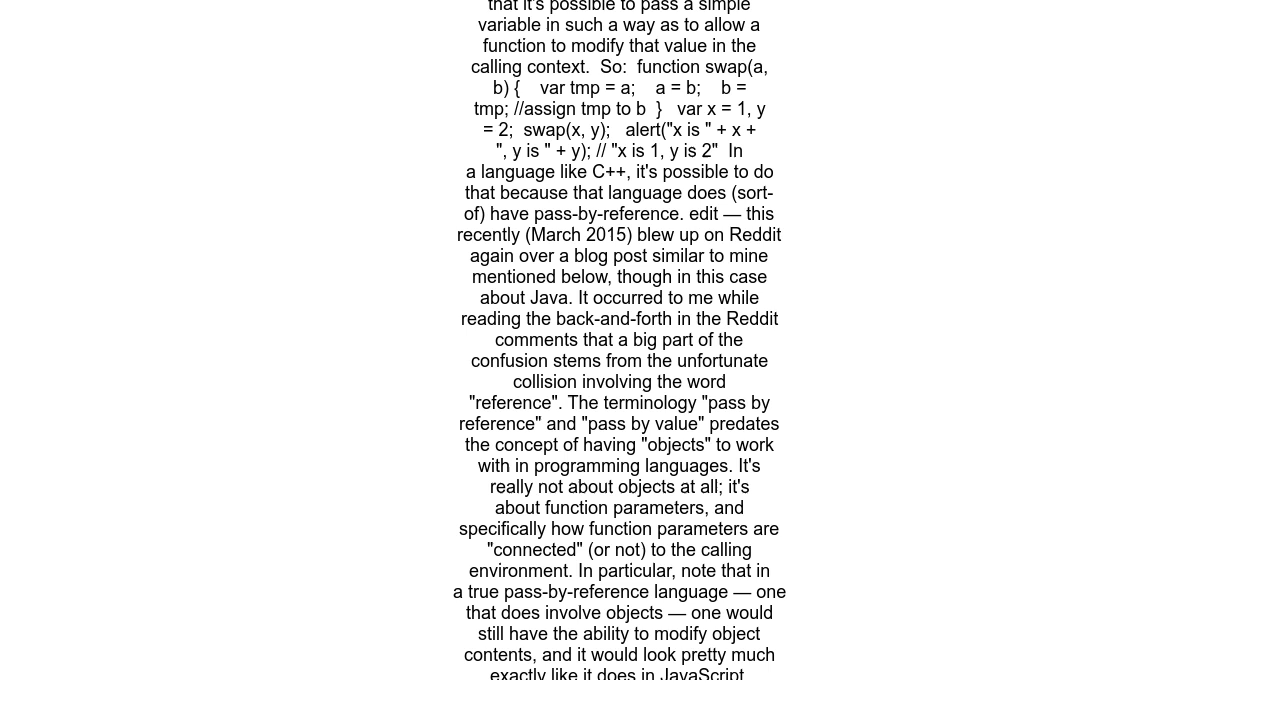 that it's possible to pass a simple
variable in such a way as to allow a
function to modify that value in the
calling context.  So:  function swap(a,
b) {    var tmp = a;    a = b;    b =
tmp; //assign tmp to b  }   var x = 1, y
= 2;  swap(x, y);   alert("x is " + x +
", y is " + y); // "x is 1, y is 2"  In
a language like C++, it's possible to do
that because that language does (sort-
of) have pass-by-reference. edit — this
recently (March 2015) blew up on Reddit
again over a blog post similar to mine
mentioned below, though in this case
about Java. It occurred to me while
reading the back-and-forth in the Reddit
comments that a big part of the
confusion stems from the unfortunate
collision involving the word
"reference". The terminology "pass by
reference" and "pass by value" predates
the concept of having "objects" to work
with in programming languages. It's
really not about objects at all; it's
about function parameters, and
specifically how function parameters are
"connected" (or not) to the calling
environment. In particular, note that in
a true pass-by-reference language — one
that does involve objects — one would
still have the ability to modify object
contents, and it would look pretty much
exactly like it does in JavaScript.